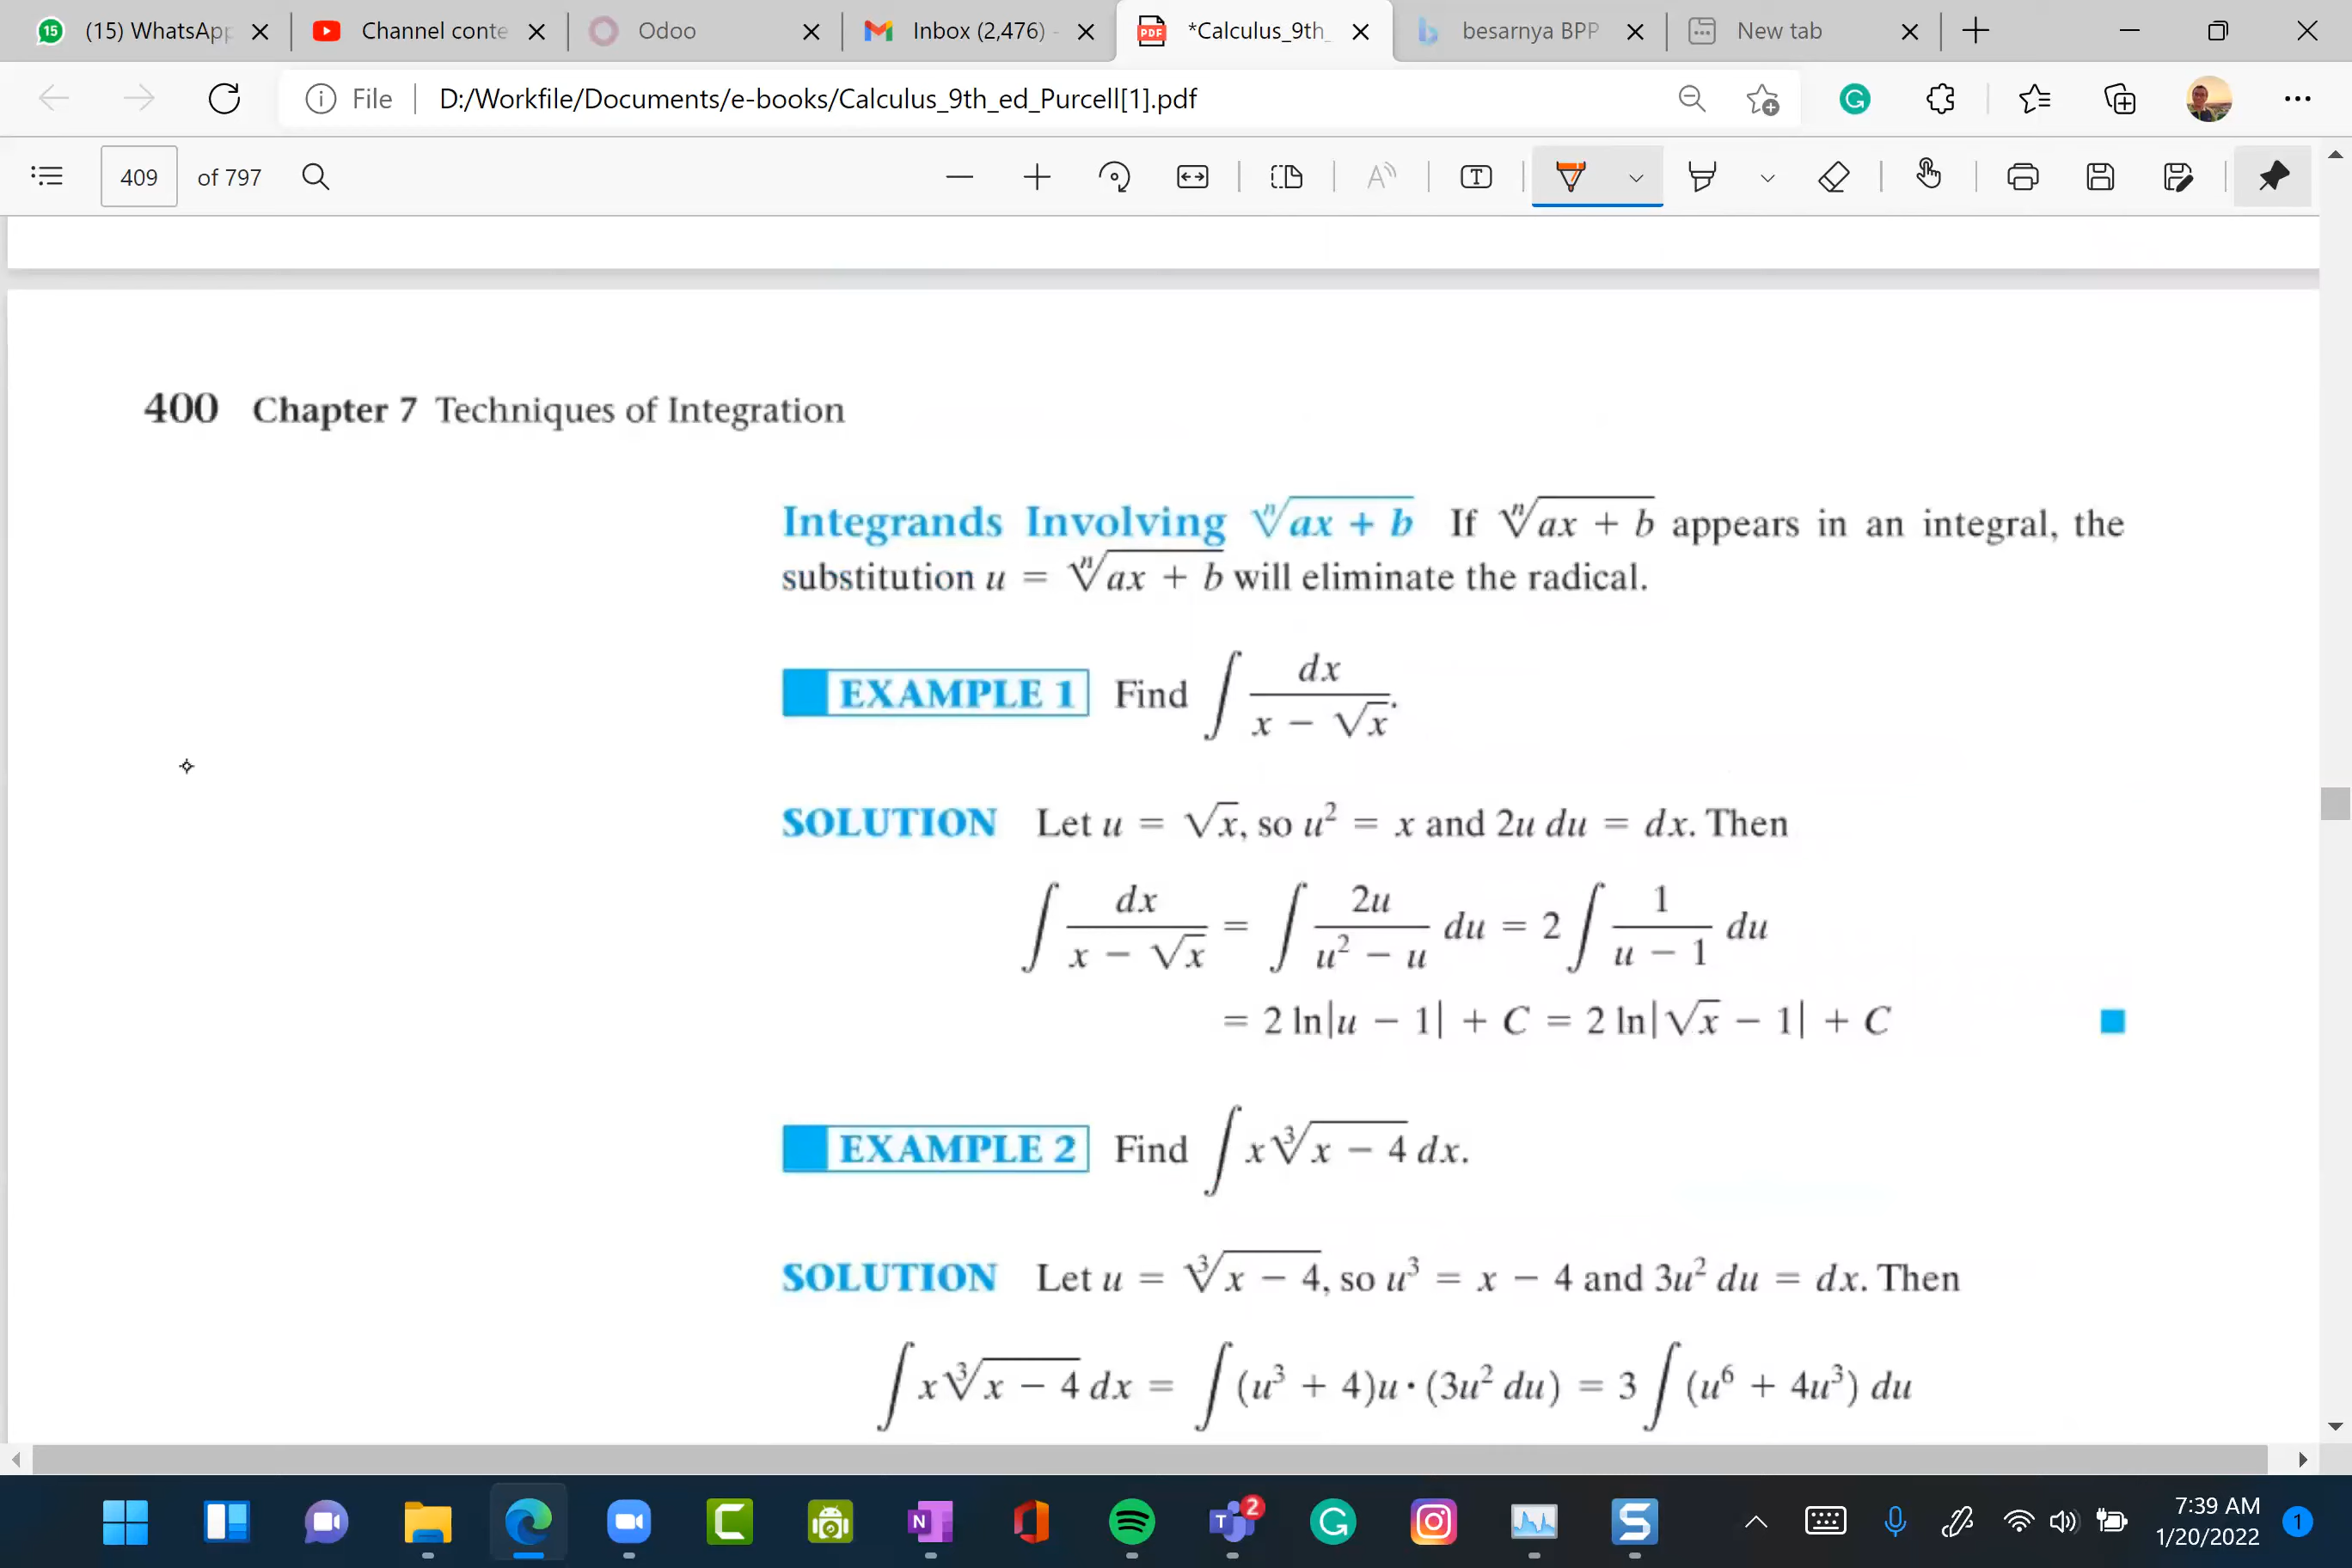 (15) WhatsApp
Channel conte
Odoo
Inbox (2,476) -
*Calculus_9th_
besarnya BPP
New tab
File
D:/Workfile/Documents/e-books/Calculus_9th_ed_Purcell[1].pdf
409 of 797
400 Chapter 7 Techniques of Integration
Integrands Involving ⁿ√(ax + b) If ⁿ√(ax + b) appears in an integral, the
substitution u = ⁿ√(ax + b) will eliminate the radical.
EXAMPLE 1 Find ∫ dx/(x − √x).
SOLUTION Let u = √x, so u² = x and 2u du = dx. Then
∫ dx/(x − √x) = ∫ 2u/(u² − u) du = 2 ∫ 1/(u − 1) du
= 2 ln|u − 1| + C = 2 ln|√x − 1| + C
EXAMPLE 2 Find ∫ x∛(x − 4) dx.
SOLUTION Let u = ∛(x − 4), so u³ = x − 4 and 3u² du = dx. Then
∫ x∛(x − 4) dx = ∫ (u³ + 4)u · (3u² du) = 3 ∫ (u⁶ + 4u³) du
7:39 AM
1/20/2022